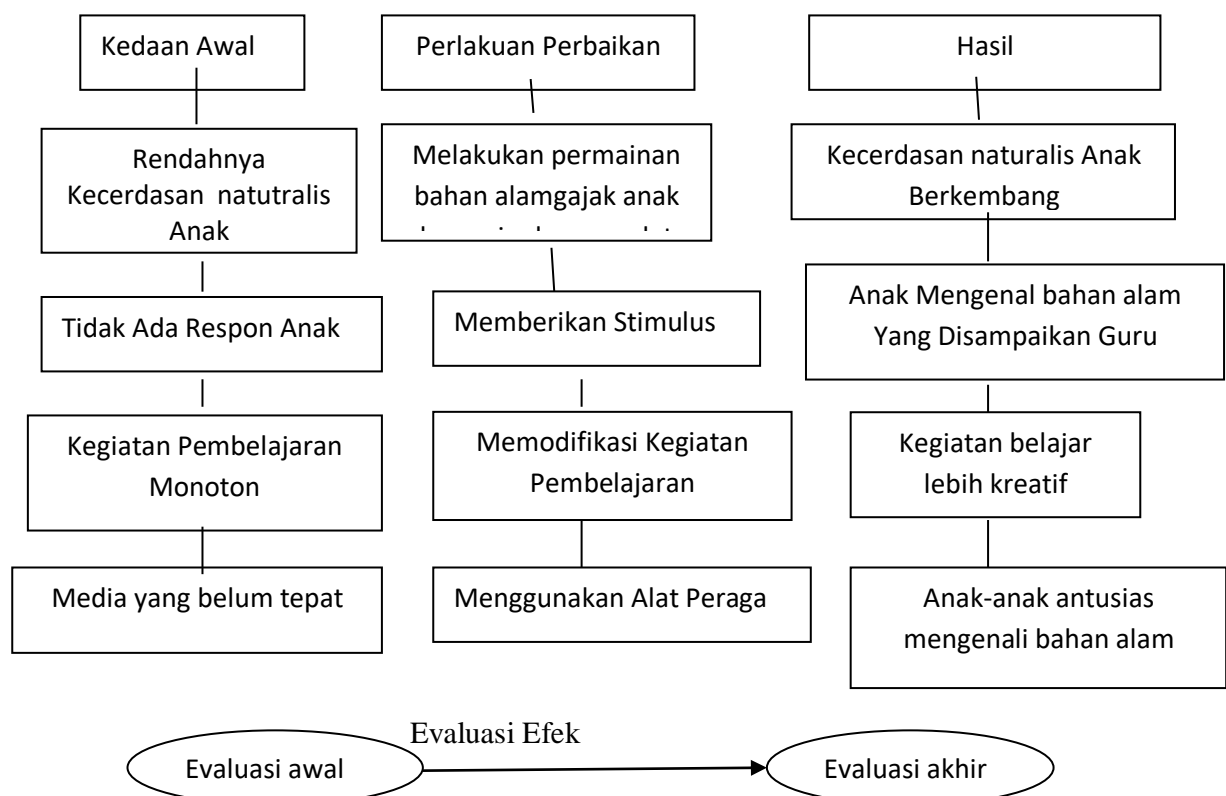 Kedaan Awal
Rendahnya
Kecerdasan natutralis
Anak
Tidak Ada Respon Anak
Kegiatan Pembelajaran
Monoton
Media yang belum tepat
Perlakuan Perbaikan
Melakukan permainan
bahan alamgajak anak
Memberikan Stimulus
Memodifikasi Kegiatan
Pembelajaran
Menggunakan Alat Peraga
Hasil
Kecerdasan naturalis Anak
Berkembang
Anak Mengenal bahan alam
Yang Disampaikan Guru
Kegiatan belajar
lebih kreatif
Anak-anak antusias
mengenali bahan alam
Evaluasi awal
Evaluasi Efek
Evaluasi akhir